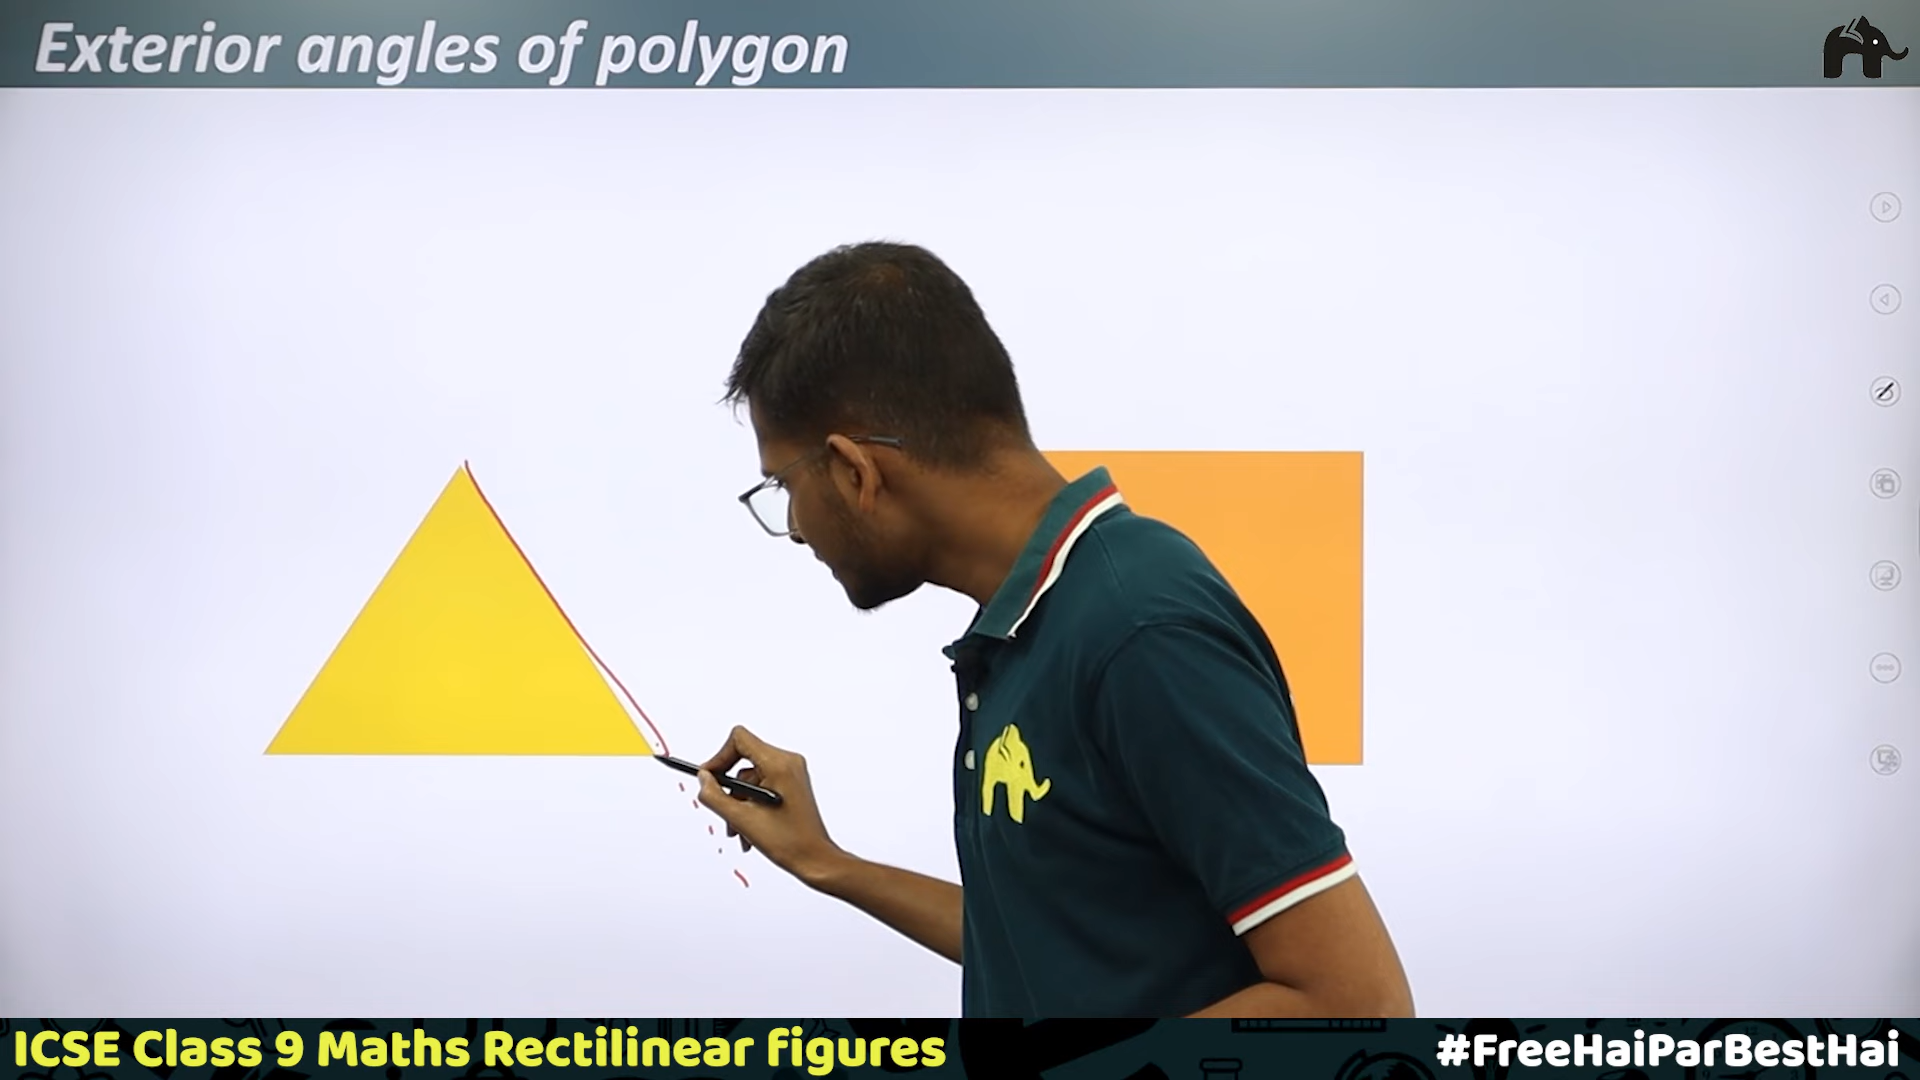 Exterior angles of polygon
ICSE Class 9 Maths Rectilinear figures
#FreeHaiParBestHai